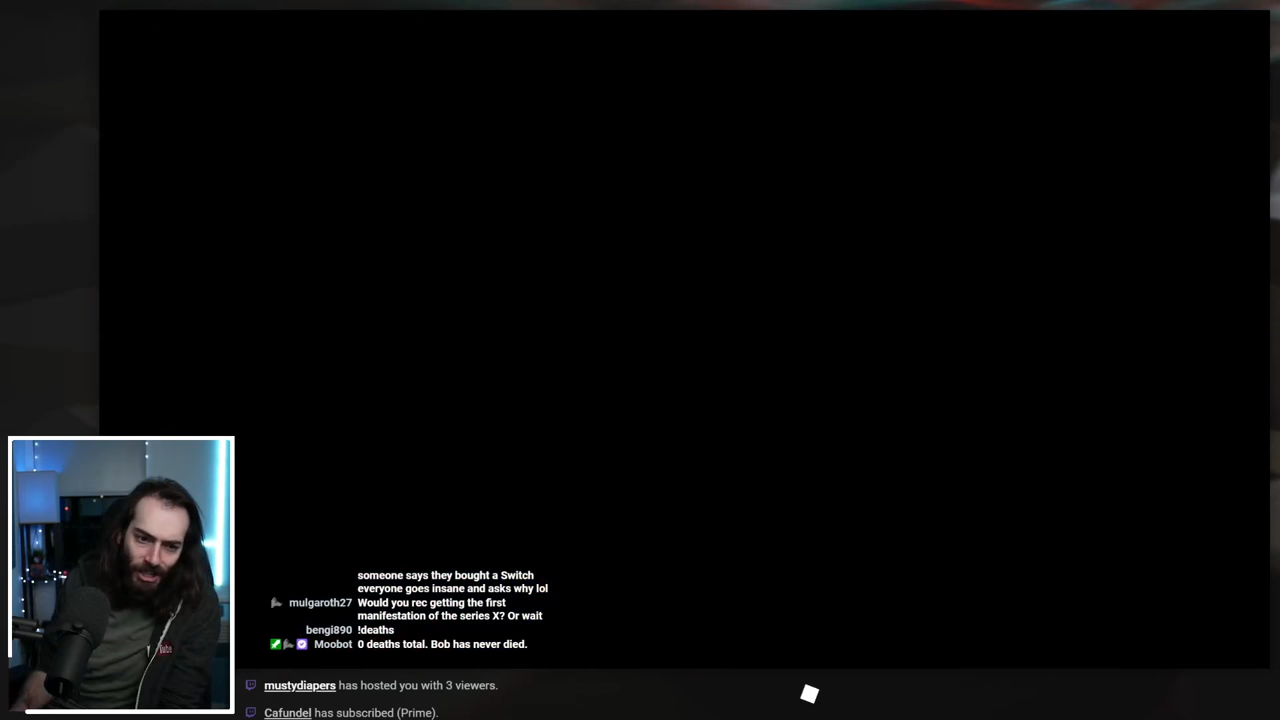 someone says they bought a Switch
everyone goes insane and asks why lol
mulgaroth27 Would you rec getting the first
manifestation of the series X? Or wait
bengi890 !deaths
Moobot 0 deaths total. Bob has never died.
mustydiapers has hosted you with 3 viewers.
Cafundel has subscribed (Prime).